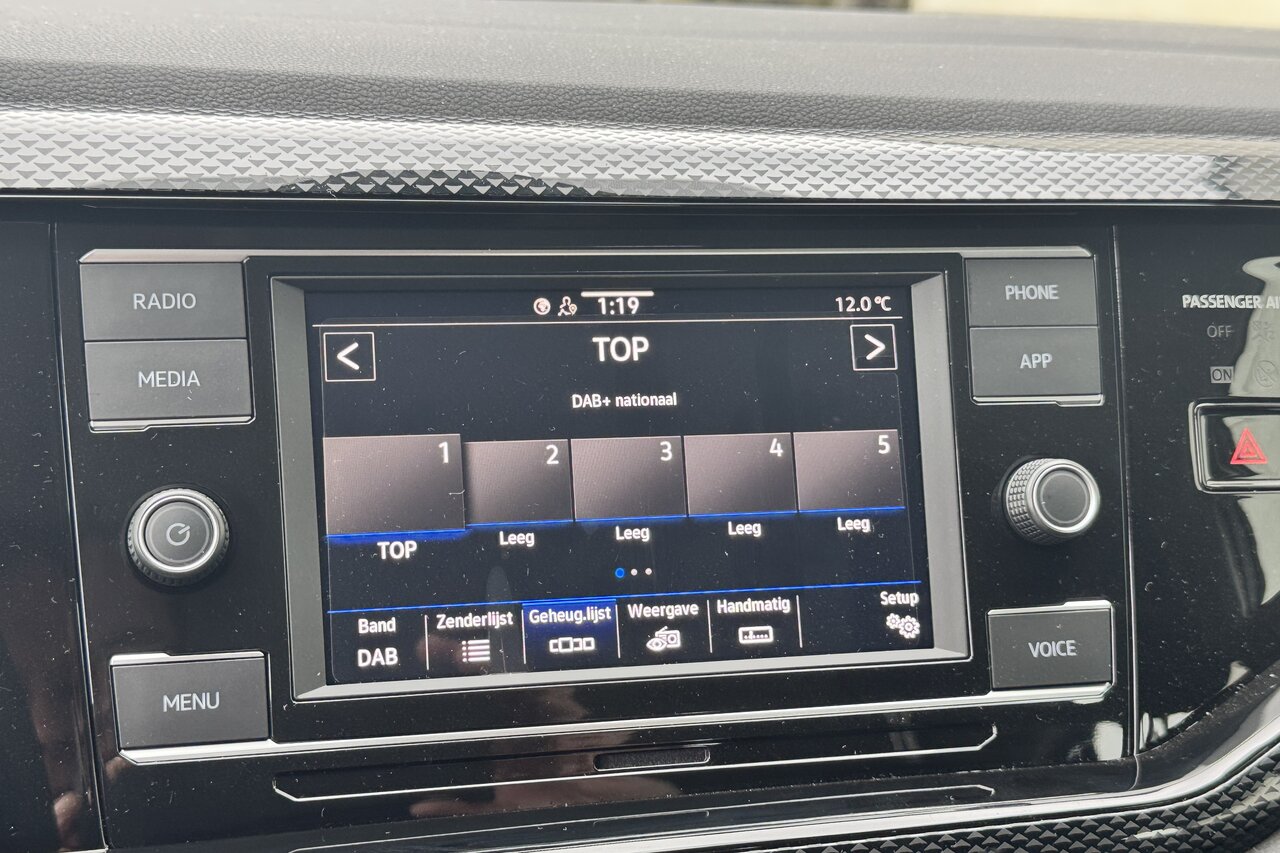 RADIO
MEDIA
MENU
1:19
12.0℃
<
TOP
>
DAB+ nationaal
1
2
3
4
5
TOP
Leeg
Leeg
Leeg
Leeg
Band
DAB
Zenderlijst
Geheug.lijst
Weergave
Handmatig
Setup
PHONE
APP
VOICE
PASSENGER
OFF
ON